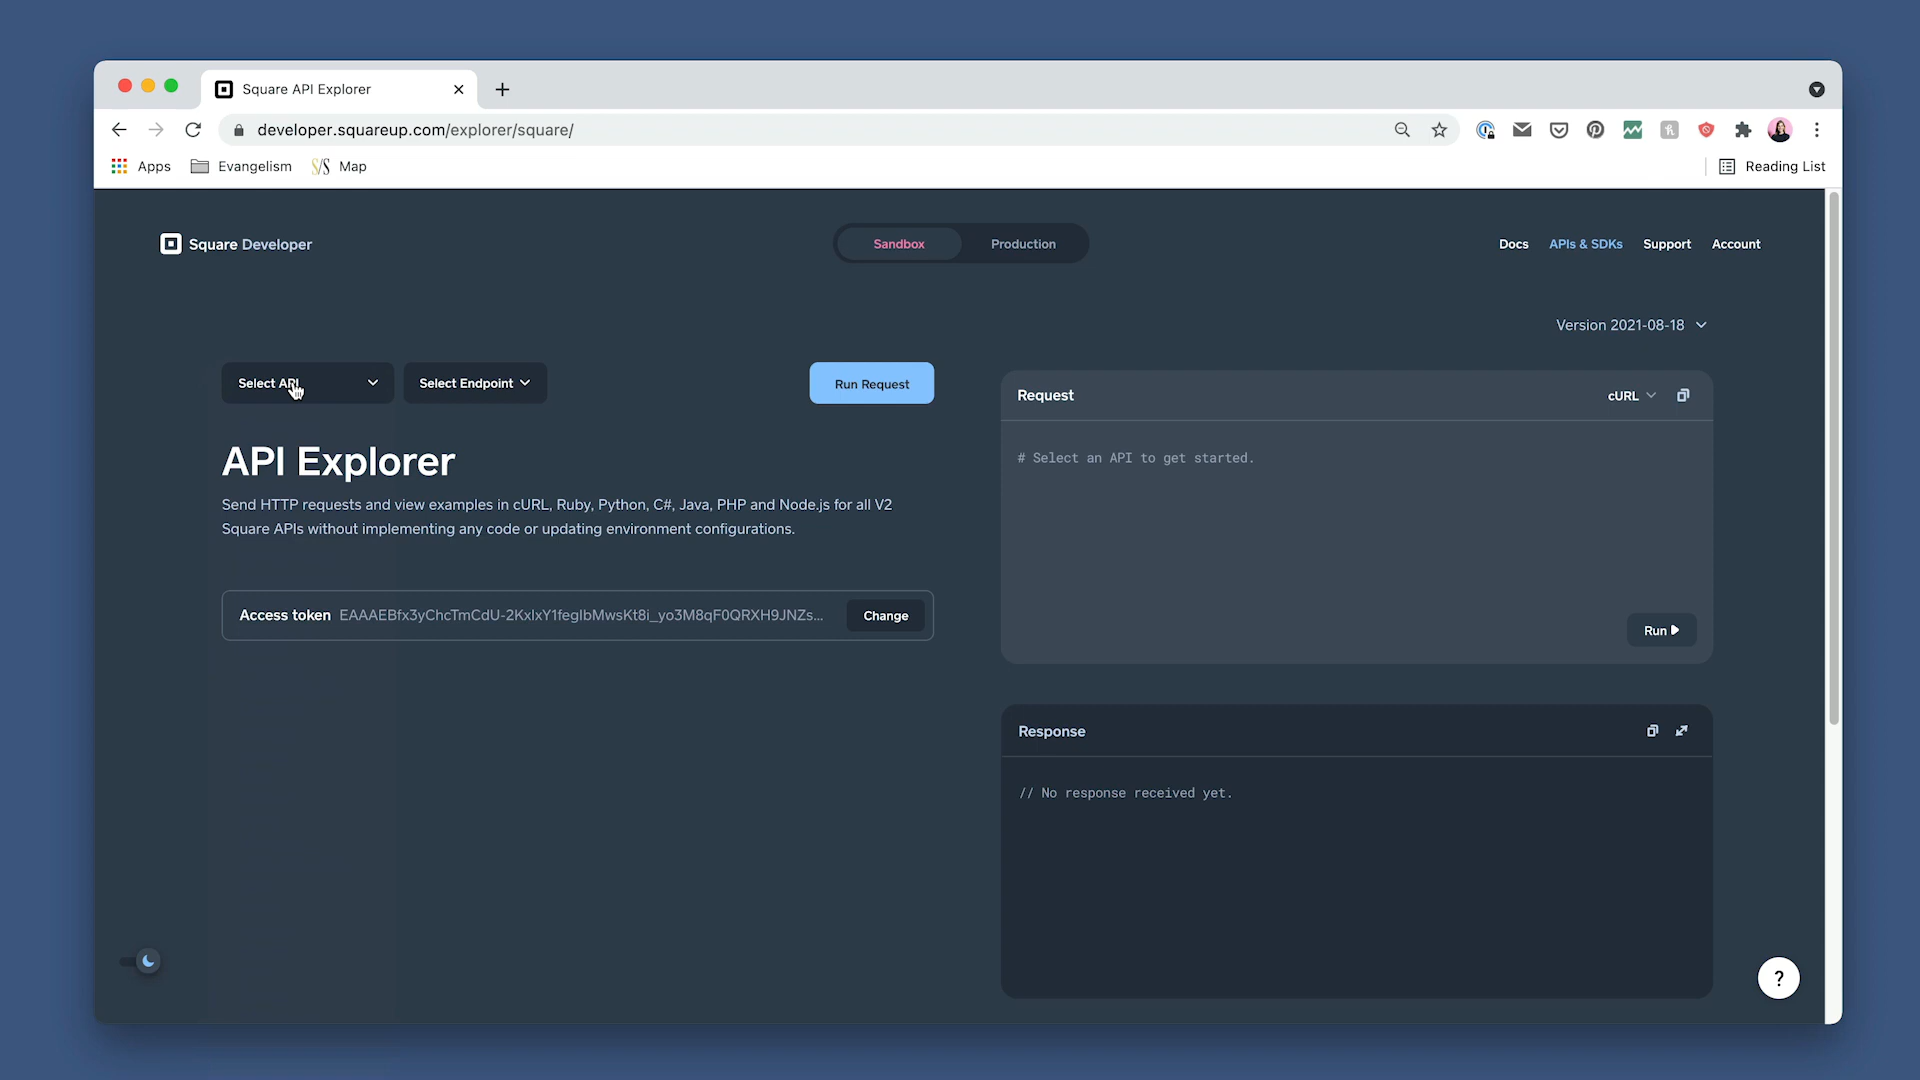 Square API Explorer
developer.squareup.com/explorer/square/
Apps
Evangelism
Map
Reading List
Square Developer
Sandbox
Production
Docs
APIs & SDKs
Support
Account
Version 2021-08-18
Select API
Select Endpoint
Run Request
API Explorer
Send HTTP requests and view examples in cURL, Ruby, Python, C#, Java, PHP and Node.js for all V2
Square APIs without implementing any code or updating environment configurations.
Access token EAAAEBfx3yChcTmCdU-2KxlxY1feglbMwsKt8i_yo3M8qF0QRXH9JNZs...
Change
Request
cURL
# Select an API to get started.
Run
Response
// No response received yet.
?